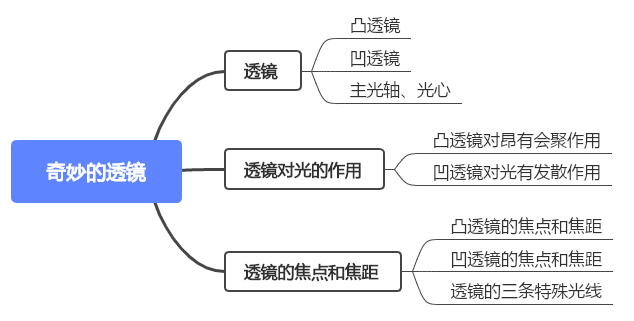 奇妙的透镜
透镜
凸透镜
凹透镜
主光轴、光心
透镜对光的作用
凸透镜对昂有会聚作用
凹透镜对光有发散作用
透镜的焦点和焦距
凸透镜的焦点和焦距
凹透镜的焦点和焦距
透镜的三条特殊光线